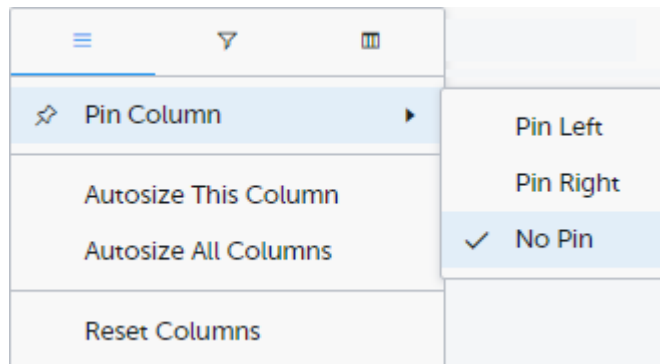 Pin Column
Pin Left
Pin Right
No Pin
Autosize This Column
Autosize All Columns
Reset Columns